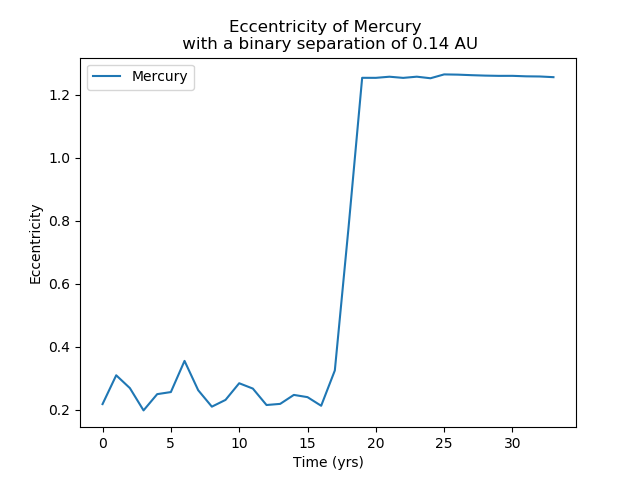 Eccentricity of Mercury
with a binary separation of 0.14 AU
Mercury
1.2
1.0
0.8
0.6
0.4
0.2
Eccentricity
0 5 10 15 20 25 30
Time (yrs)